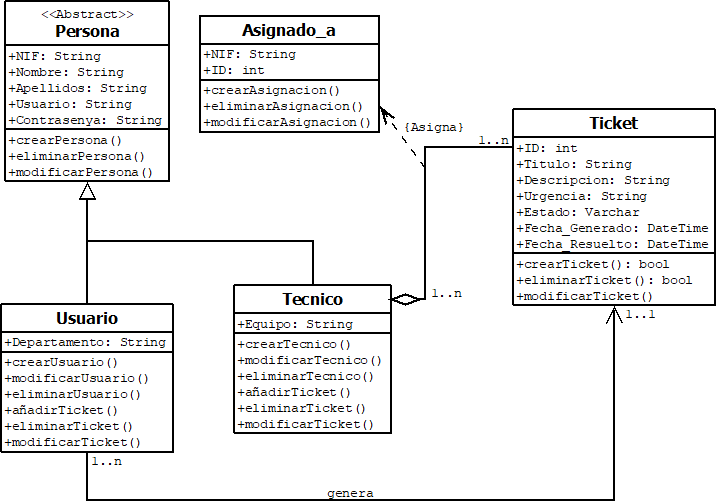 <<Abstract>>
Persona
+NIF: String
+Nombre: String
+Apellidos: String
+Usuario: String
+Contrasenya: String
+crearPersona()
+eliminarPersona()
+modificarPersona()
Asignado_a
+NIF: String
+ID: int
+crearAsignacion()
+eliminarAsignacion()
+modificarAsignacion()
{Asigna}
1..n
Ticket
+ID: int
+Titulo: String
+Descripcion: String
+Urgencia: String
+Estado: Varchar
+Fecha_Generado: DateTime
+Fecha_Resuelto: DateTime
+crearTicket(): bool
+eliminarTicket(): bool
+modificarTicket()
1..1
Usuario
+Departamento: String
+crearUsuario()
+modificarUsuario()
+eliminarUsuario()
+añadirTicket()
+eliminarTicket()
+modificarTicket()
1..n
Tecnico
+Equipo: String
+crearTecnico()
+modificarTecnico()
+eliminarTecnico()
+añadirTicket()
+eliminarTicket()
+modificarTicket()
1..n
genera